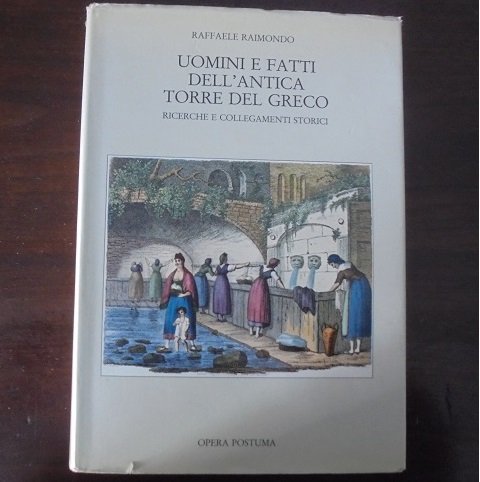 RAFFAELE RAIMONDO
UOMINI E FATTI
DELL'ANTICA
TORRE DEL GRECO
RICERCHE E COLLEGAMENTI STORICI
OPERA POSTUMA